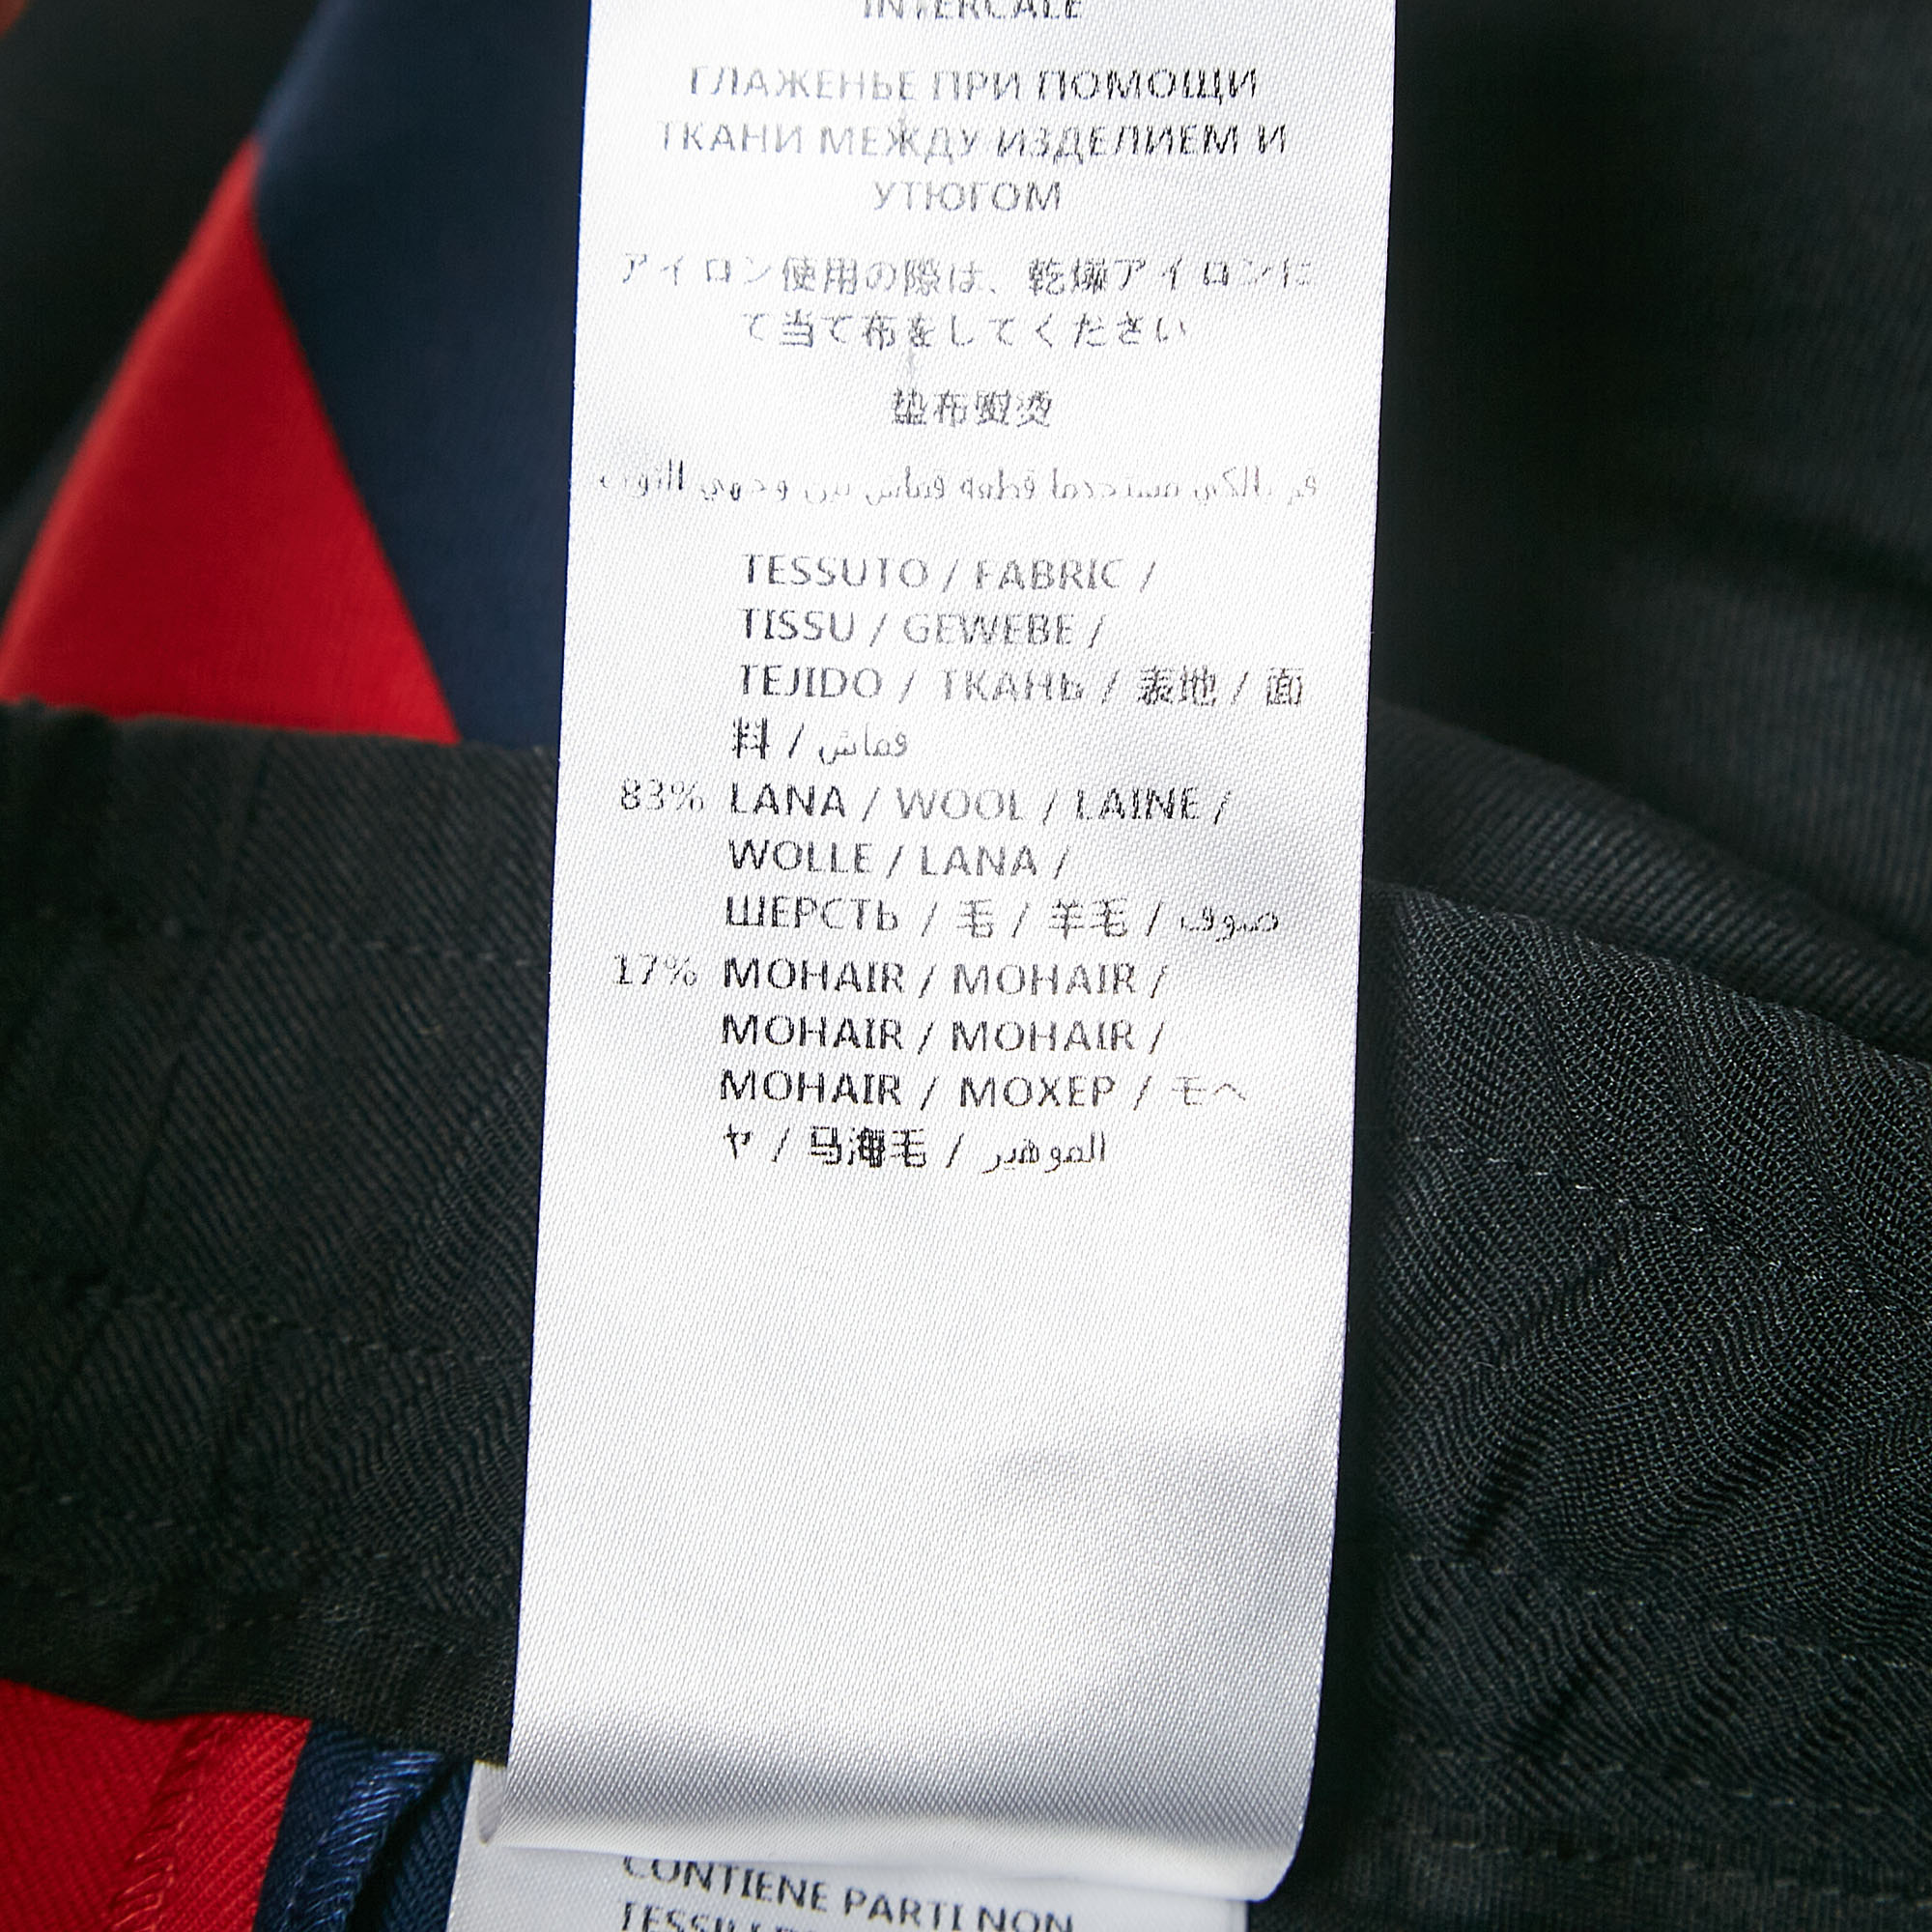 INTERCALÉ
ГЛАЖЕНЬЕ ПРИ ПОМОЩИ
ТКАНИ МЕЖДУ ИЗДЕЛИЕМ И
УТЮГОМ
アイロン使用の際は、乾燥アイロンに
て当て布をしてください
垫布熨烫
TESSUTO / FABRIC /
TISSU / GEWEBE /
TEJIDO / ТКАНЬ / 表地 / 面
料 / قماش
83% LANA / WOOL / LAINE /
WOLLE / LANA /
ШЕРСТЬ / 毛 / 羊毛 / صوف
17% MOHAIR / MOHAIR /
MOHAIR / MOHAIR /
MOHAIR / МОХЕР / モヘ
ヤ / 马海毛 / الموهير
CONTIENE PARTI NON